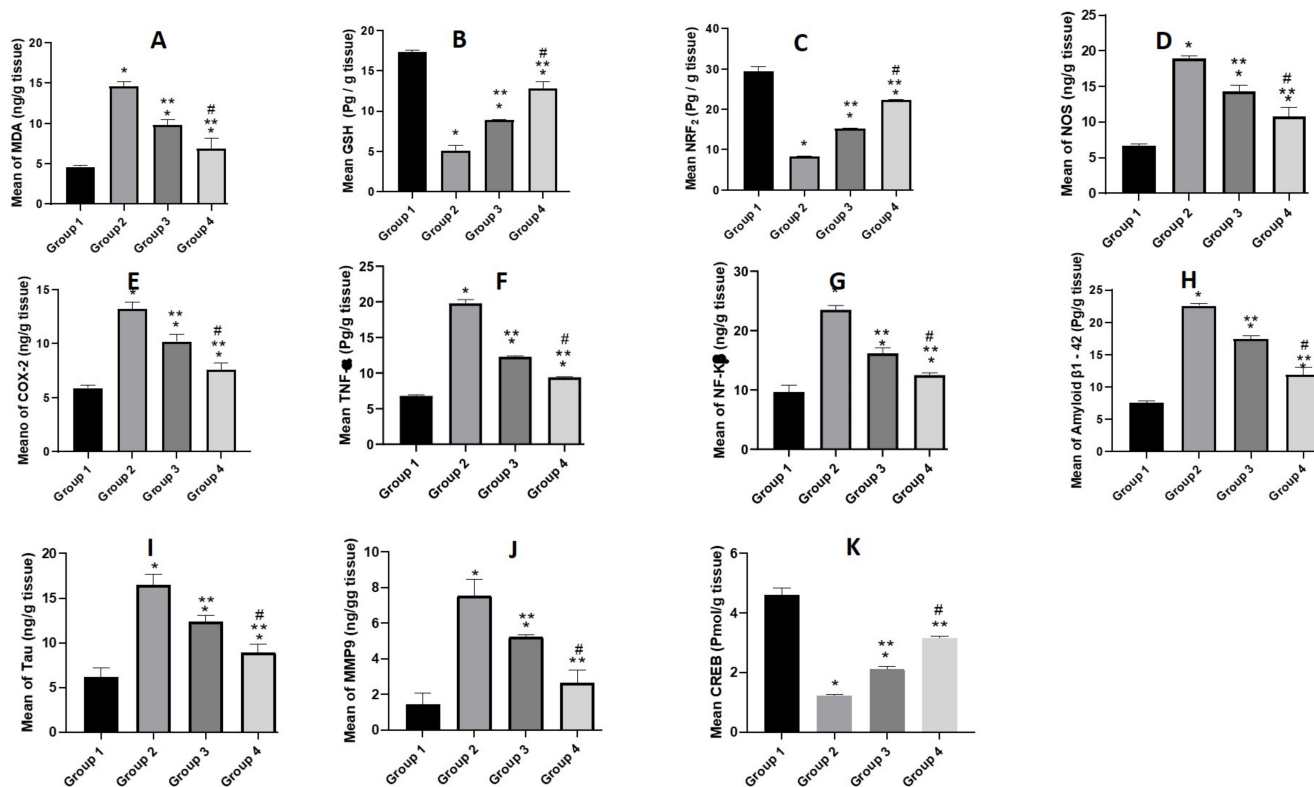 A
Mean of MDA (ng/g tissue)
20
15
10
5
0
*
**
*
#
**
*
Group 1
Group 2
Group 3
Group 4
B
Mean GSH (Pg / g tissue)
20
15
10
5
0
*
**
*
#
**
*
Group 1
Group 2
Group 3
Group 4
C
Mean NRF2 (Pg / g tissue)
40
30
20
10
0
*
**
*
#
**
*
Group 1
Group 2
Group 3
Group 4
D
Mean of NOS (ng/g tissue)
25
20
15
10
5
0
*
**
*
#
**
*
Group 1
Group 2
Group 3
Group 4
E
Meano of COX-2 (ng/g tissue)
15
10
5
0
*
**
*
#
**
*
Group 1
Group 2
Group 3
Group 4
F
Mean TNF-α (Pg/g tissue)
25
20
15
10
5
0
*
**
*
#
**
*
Group 1
Group 2
Group 3
Group 4
G
Mean of NF-Kβ (ng/g tissue)
30
20
10
0
*
**
*
#
**
*
Group 1
Group 2
Group 3
Group 4
H
Mean of Amyloid β1 - 42 (Pg/g tissue)
25
20
15
10
5
0
*
**
*
#
**
*
Group 1
Group 2
Group 3
Group 4
I
Mean of Tau (ng/g tissue)
20
15
10
5
0
*
**
*
#
**
*
Group 1
Group 2
Group 3
Group 4
J
Mean of MMP9 (ng/gg tissue)
10
8
6
4
2
0
*
**
*
#
**
Group 1
Group 2
Group 3
Group 4
K
Mean CREB (Pmol/g tissue)
6
4
2
0
*
**
*
#
**
Group 1
Group 2
Group 3
Group 4